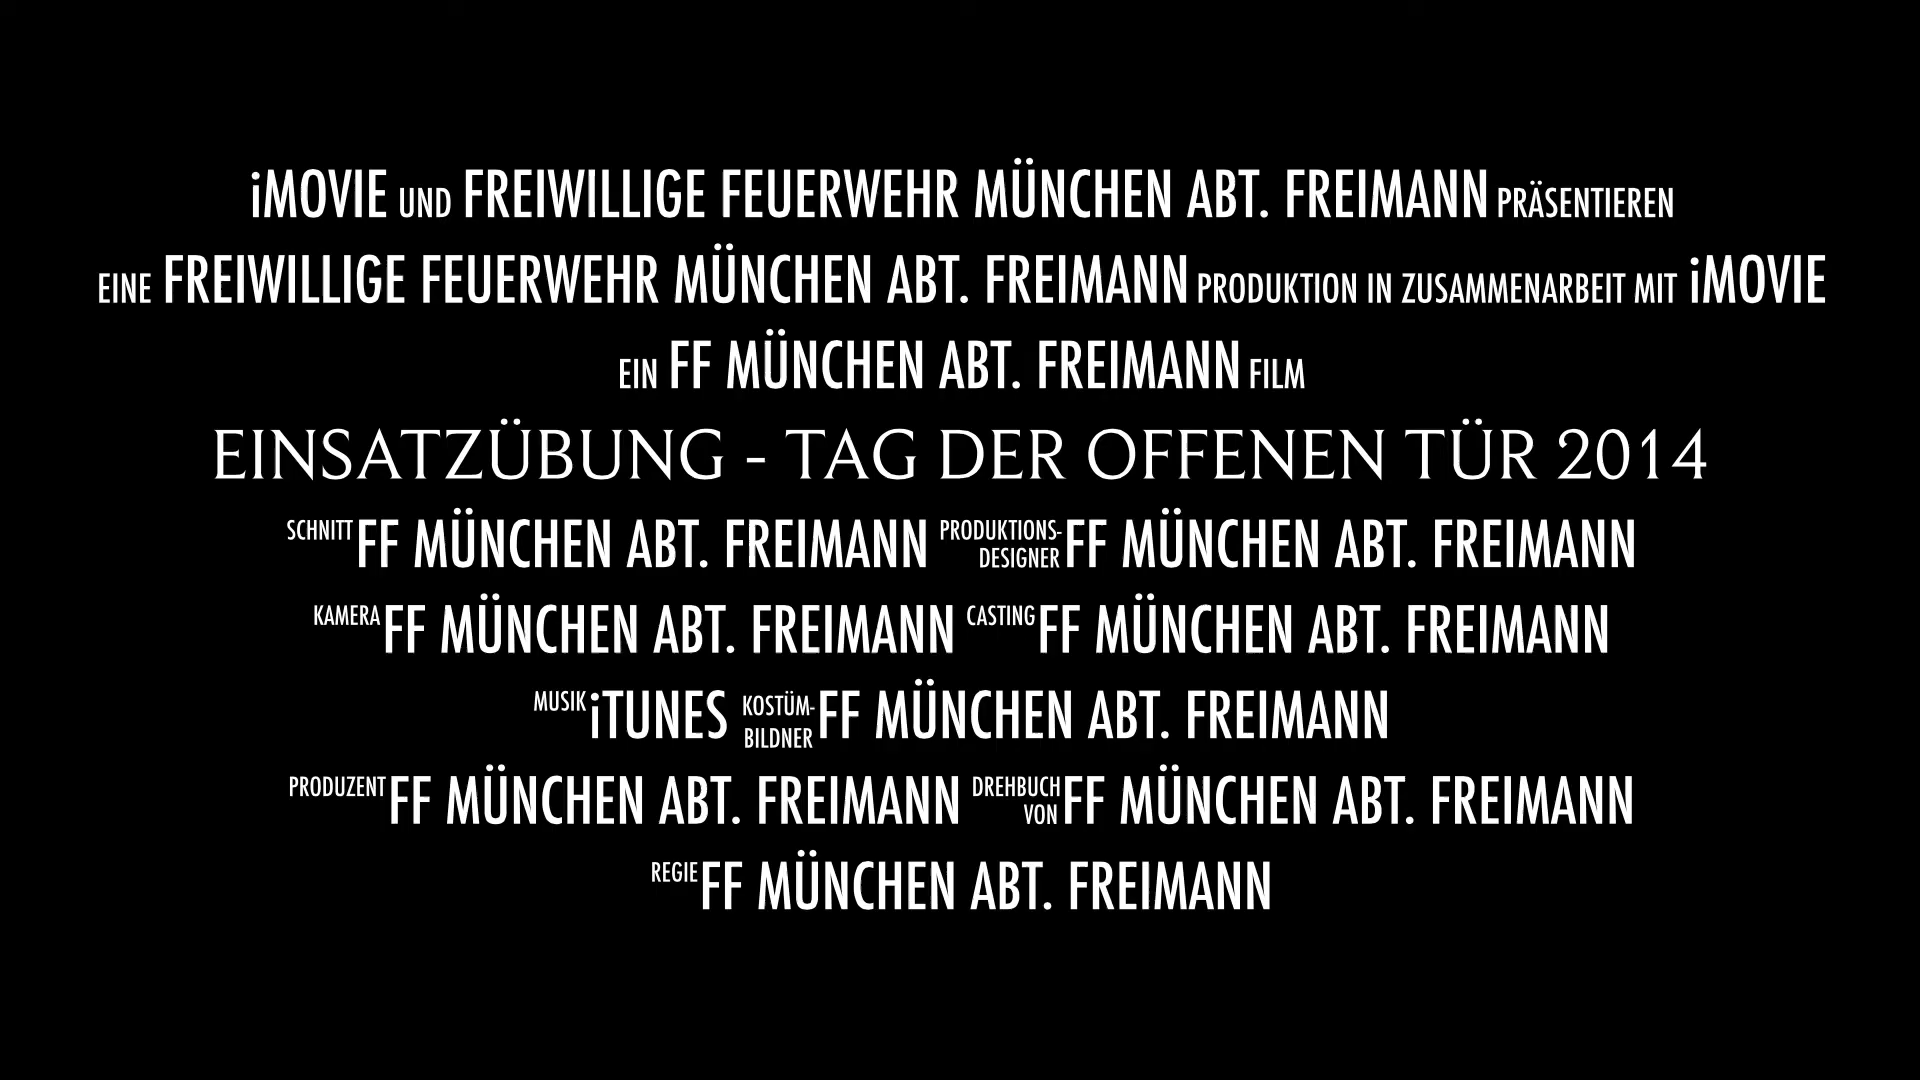 iMOVIE UND FREIWILLIGE FEUERWEHR MÜNCHEN ABT. FREIMANN PRÄSENTIEREN
EINE FREIWILLIGE FEUERWEHR MÜNCHEN ABT. FREIMANN PRODUKTION IN ZUSAMMENARBEIT MIT iMOVIE
EIN FF MÜNCHEN ABT. FREIMANN FILM
EINSATZÜBUNG - TAG DER OFFENEN TÜR 2014
SCHNITT FF MÜNCHEN ABT. FREIMANN PRODUKTIONS-DESIGNER FF MÜNCHEN ABT. FREIMANN
KAMERA FF MÜNCHEN ABT. FREIMANN CASTING FF MÜNCHEN ABT. FREIMANN
MUSIK iTUNES KOSTÜM-BILDNER FF MÜNCHEN ABT. FREIMANN
PRODUZENT FF MÜNCHEN ABT. FREIMANN DREHBUCH VON FF MÜNCHEN ABT. FREIMANN
REGIE FF MÜNCHEN ABT. FREIMANN